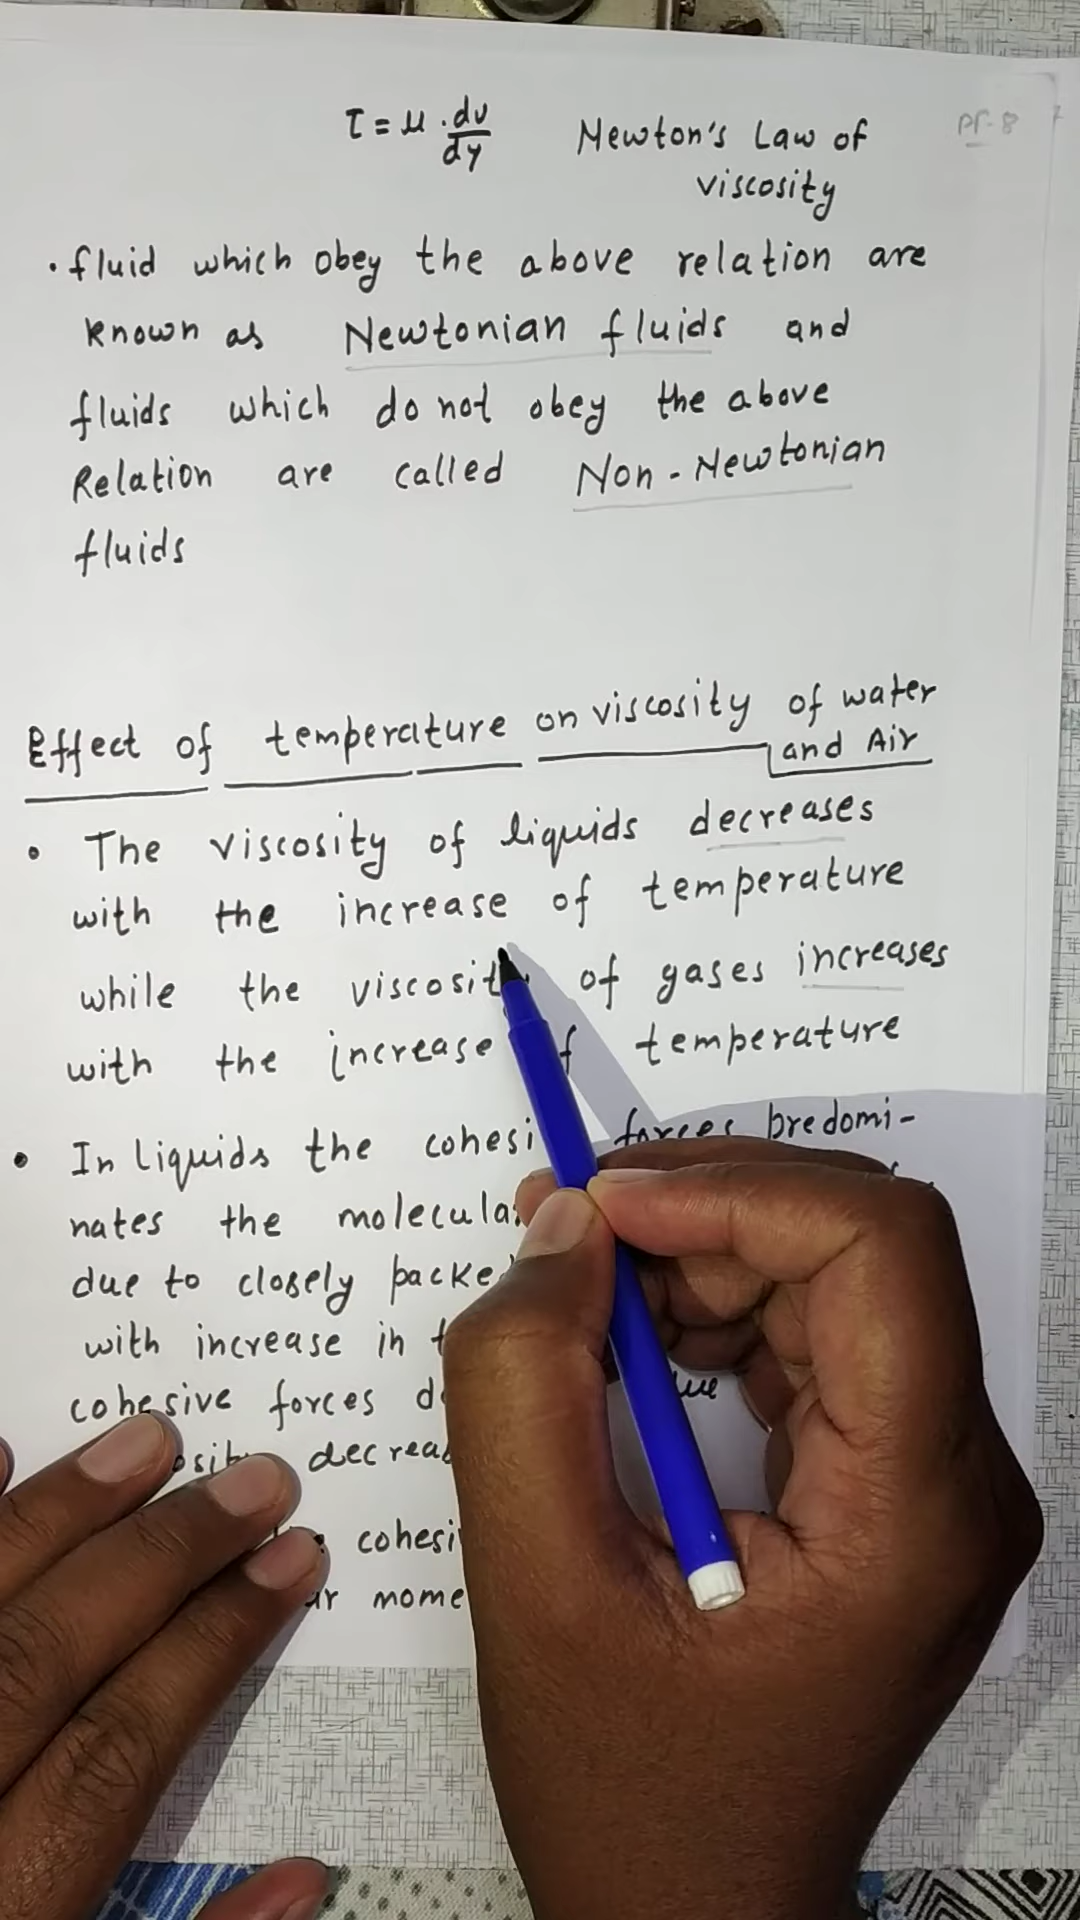 τ = μ . du/dy Newton's Law of
viscosity
pr-8
• fluid which obey the above relation are
known as Newtonian fluids and
fluids which do not obey the above
Relation are called Non-Newtonian
fluids
Effect of temperature on viscosity of water
and Air
• The viscosity of liquids decreases
with the increase of temperature
while the viscosity of gases increases
with the increase of temperature
• In liquids the cohesi forces predomi-
nates the molecular
due to closely packe
with increase in
cohesive forces
decrea
cohesi
mome